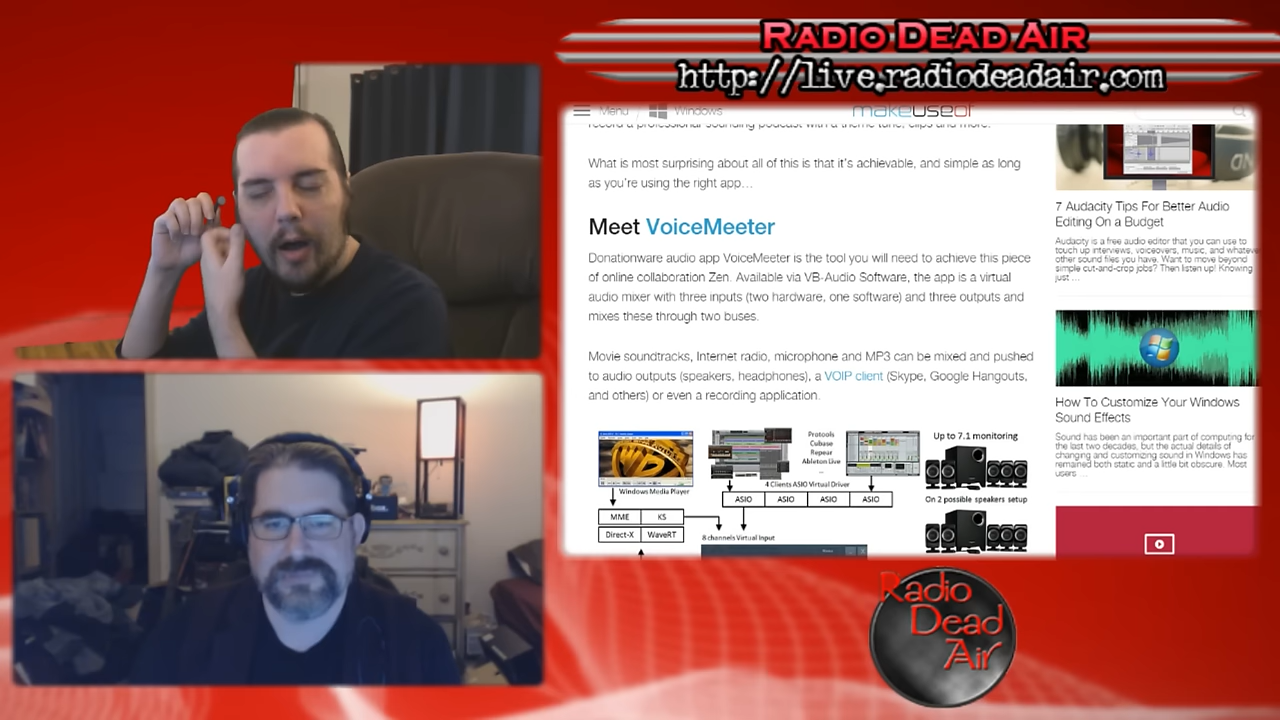 RADIO DEAD AIR
http://live.radiodeadair.com
Menu / Windows
makeuseof
record a professional sounding podcast with a theme tune, clips and more.
What is most surprising about all of this is that it's achievable, and simple as long
as you're using the right app…
Meet VoiceMeeter
Donationware audio app VoiceMeeter is the tool you will need to achieve this piece
of online collaboration Zen. Available via VB-Audio Software, the app is a virtual
audio mixer with three inputs (two hardware, one software) and three outputs and
mixes these through two buses.
Movie soundtracks, Internet radio, microphone and MP3 can be mixed and pushed
to audio outputs (speakers, headphones), a VOIP client (Skype, Google Hangouts,
and others) or even a recording application.
Windows Media Player
MME KS
Direct-X WaveRT
Protools
Cubase
Repear
Ableton Live
...
4 Clients ASIO Virtual Driver
ASIO ASIO ASIO ASIO
8 channels Virtual Input
Up to 7.1 monitoring
On 2 possible speakers setup
7 Audacity Tips For Better Audio
Editing On a Budget
Audacity is a free audio editor that you can use to
touch up interviews, voiceovers, music, and whatever
other sound files you have. Want to move beyond
simple cut-and-crop jobs? Then listen up! Knowing
just …
How To Customize Your Windows
Sound Effects
Sound has been an important part of computing for
the last two decades, but the actual details of
changing and customizing sound in Windows has
remained both static and a little bit obscure. Most
users …
Radio
Dead
Air